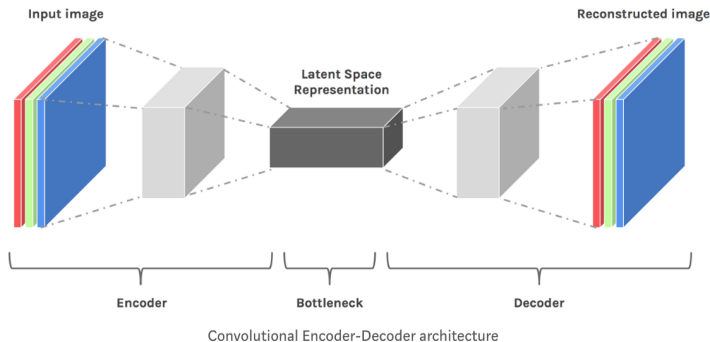 Input image
Reconstructed image
Latent Space
Representation
Encoder
Bottleneck
Decoder
Convolutional Encoder-Decoder architecture